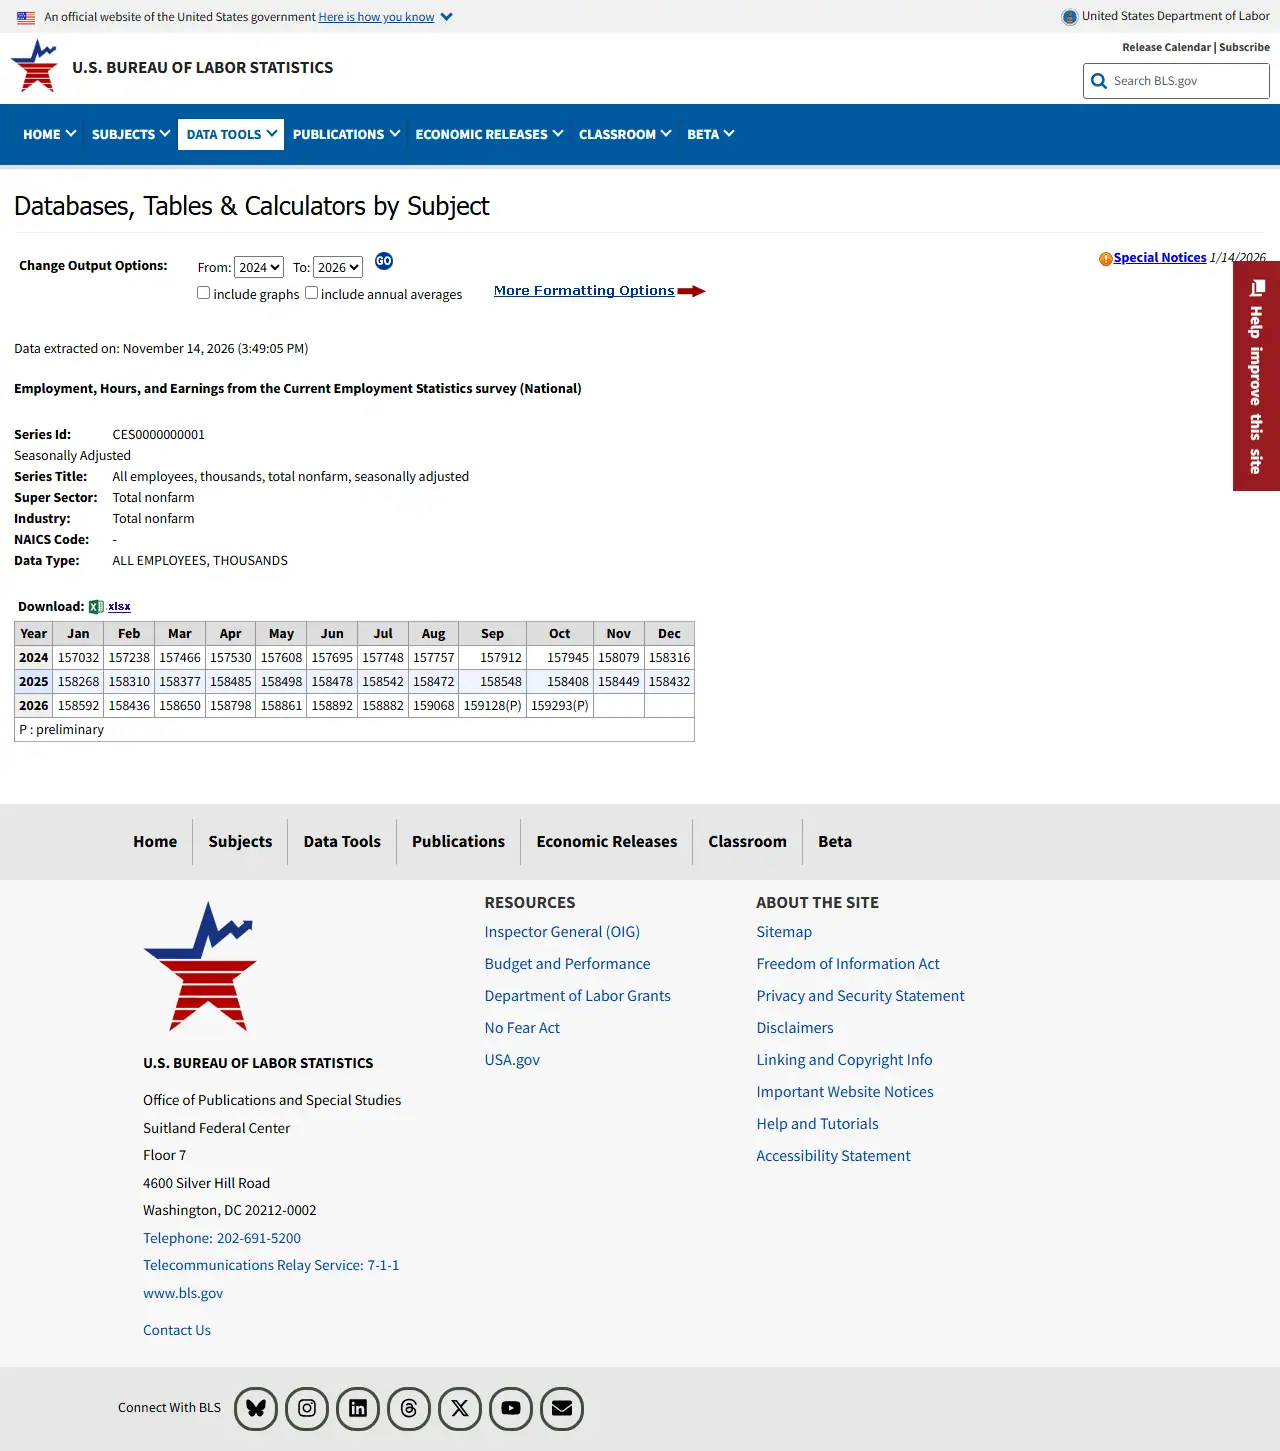 An official website of the United States government Here is how you know
United States Department of Labor
Release Calendar | Subscribe
U.S. BUREAU OF LABOR STATISTICS
Search BLS.gov
HOME SUBJECTS DATA TOOLS PUBLICATIONS ECONOMIC RELEASES CLASSROOM BETA
Databases, Tables & Calculators by Subject
Change Output Options: From: 2024 To: 2026 GO
Special Notices 1/14/2026
include graphs include annual averages More Formatting Options
Help improve this site
Data extracted on: November 14, 2026 (3:49:05 PM)
Employment, Hours, and Earnings from the Current Employment Statistics survey (National)
Series Id: CES0000000001
Seasonally Adjusted
Series Title: All employees, thousands, total nonfarm, seasonally adjusted
Super Sector: Total nonfarm
Industry: Total nonfarm
NAICS Code: -
Data Type: ALL EMPLOYEES, THOUSANDS
Download: .xlsx
Year Jan Feb Mar Apr May Jun Jul Aug Sep Oct Nov Dec
2024 157032 157238 157466 157530 157608 157695 157748 157757 157912 157945 158079 158316
2025 158268 158310 158377 158485 158498 158478 158542 158472 158548 158408 158449 158432
2026 158592 158436 158650 158798 158861 158892 158882 159068 159128(P) 159293(P)
P : preliminary
Home Subjects Data Tools Publications Economic Releases Classroom Beta
U.S. BUREAU OF LABOR STATISTICS
Office of Publications and Special Studies
Suitland Federal Center
Floor 7
4600 Silver Hill Road
Washington, DC 20212-0002
Telephone: 202-691-5200
Telecommunications Relay Service: 7-1-1
www.bls.gov
Contact Us
RESOURCES
Inspector General (OIG)
Budget and Performance
Department of Labor Grants
No Fear Act
USA.gov
ABOUT THE SITE
Sitemap
Freedom of Information Act
Privacy and Security Statement
Disclaimers
Linking and Copyright Info
Important Website Notices
Help and Tutorials
Accessibility Statement
Connect With BLS